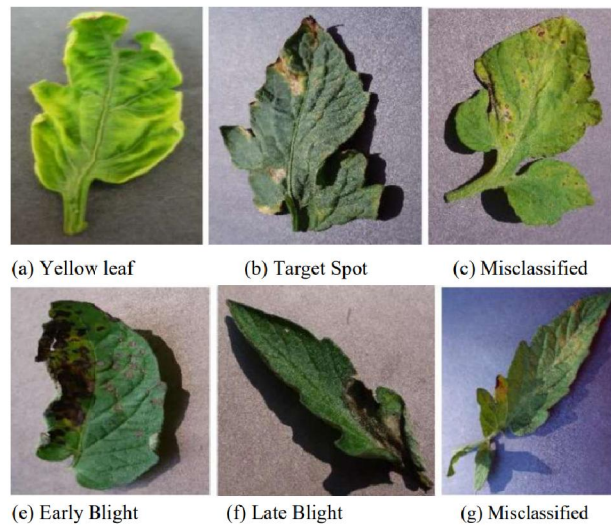 (a) Yellow leaf
(b) Target Spot
(c) Misclassified
(e) Early Blight
(f) Late Blight
(g) Misclassified